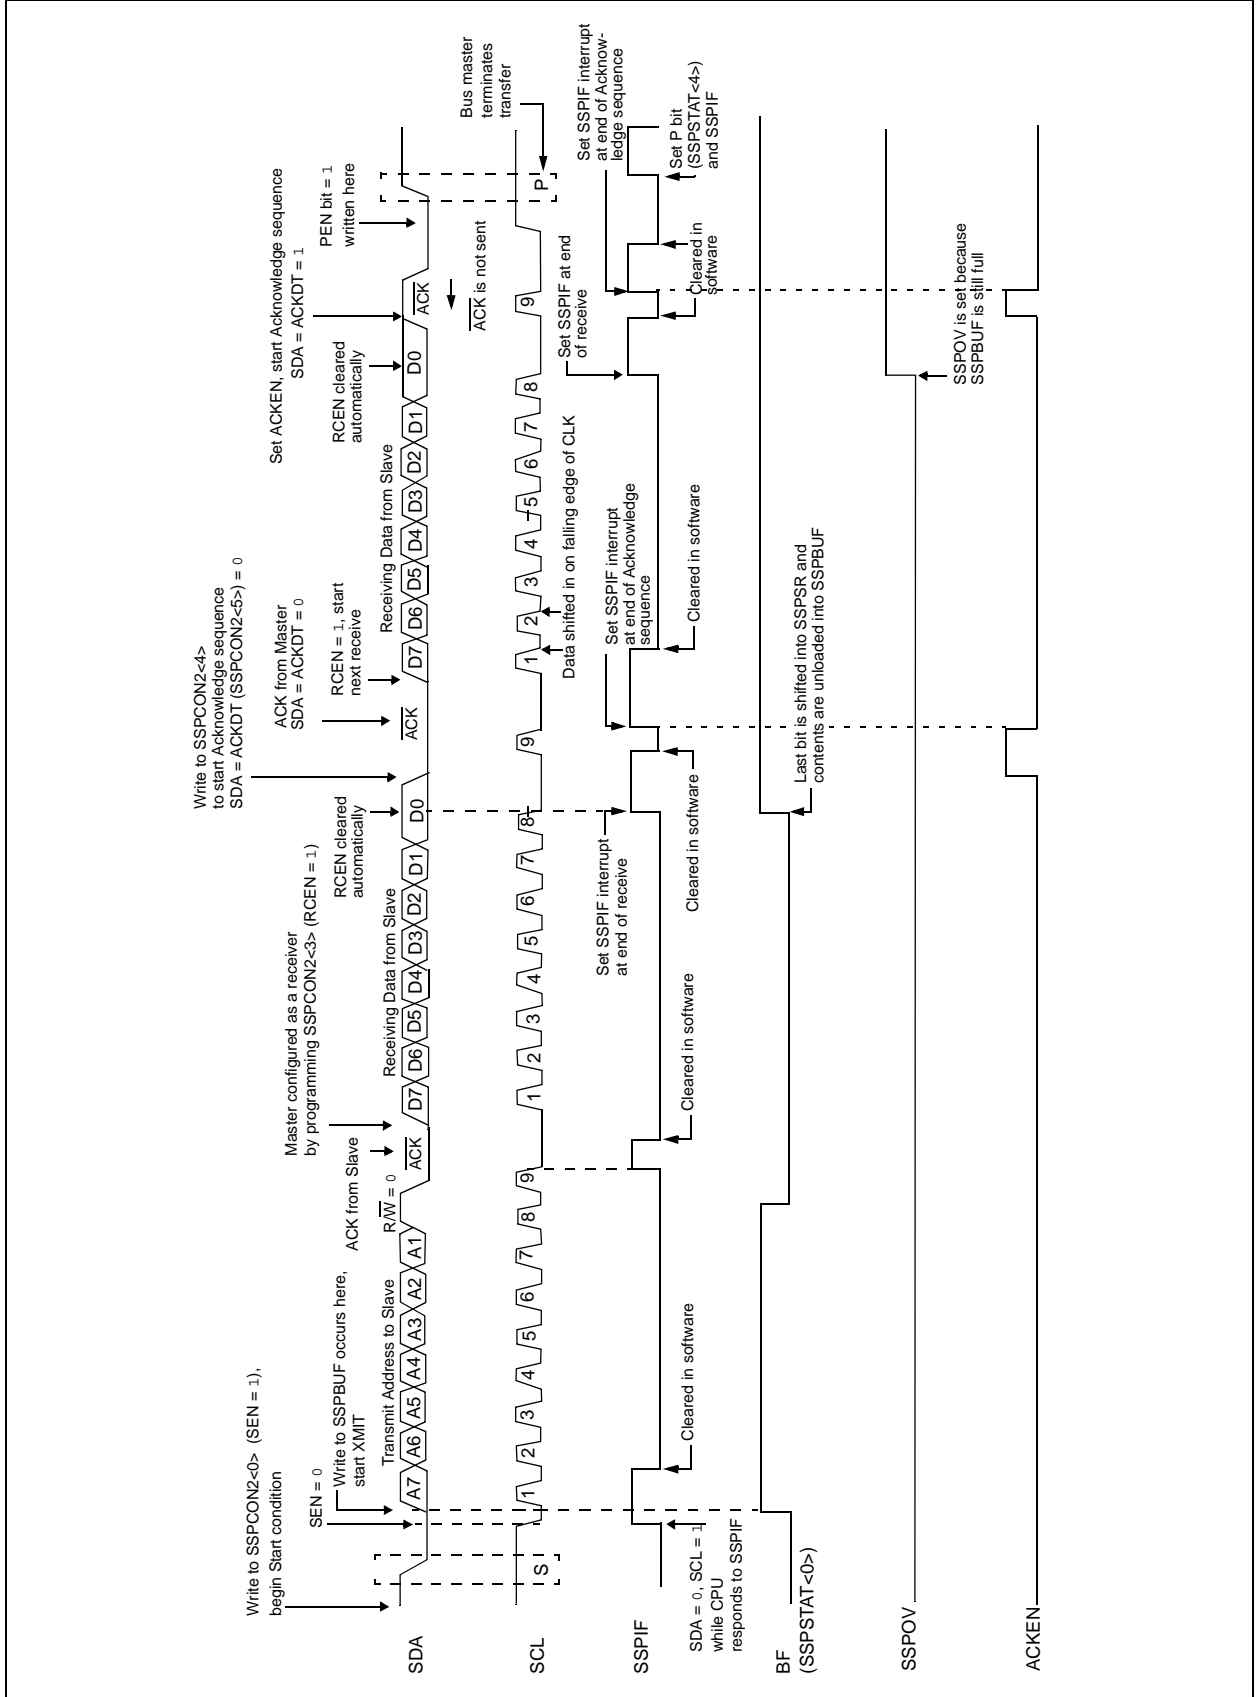 Write to SSPCON2<0> (SEN = 1),
begin Start condition
SEN = 0
Write to SSPBUF occurs here,
start XMIT
Transmit Address to Slave
R/W = 0
ACK from Slave
Master configured as a receiver
by programming SSPCON2<3> (RCEN = 1)
Receiving Data from Slave
RCEN cleared
automatically
Write to SSPCON2<4>
to start Acknowledge sequence
SDA = ACKDT (SSPCON2<5>) = 0
ACK from Master
SDA = ACKDT = 0
RCEN = 1, start
next receive
Receiving Data from Slave
RCEN cleared
automatically
Set ACKEN, start Acknowledge sequence
SDA = ACKDT = 1
PEN bit = 1
written here
SDA
A7 A6 A5 A4 A3 A2 A1 ACK D7 D6 D5 D4 D3 D2 D1 D0 ACK D7 D6 D5 D4 D3 D2 D1 D0 ACK
ACK is not sent
Bus master
terminates
transfer
SCL
S 1 2 3 4 5 6 7 8 9 1 2 3 4 5 6 7 8 9 1 2 3 4 5 6 7 8 9 P
Data shifted in on falling edge of CLK
Set SSPIF interrupt
at end of receive
Set SSPIF interrupt
at end of Acknowledge
sequence
Set SSPIF at end
of receive
Set SSPIF interrupt
at end of Acknow-
ledge sequence
SSPIF
SDA = 0, SCL = 1
while CPU
responds to SSPIF
Cleared in software
Cleared in software
Cleared in software
Cleared in software
Cleared in
software
Set P bit
(SSPSTAT<4>)
and SSPIF
BF
(SSPSTAT<0>)
Last bit is shifted into SSPSR and
contents are unloaded into SSPBUF
SSPOV
SSPOV is set because
SSPBUF is still full
ACKEN